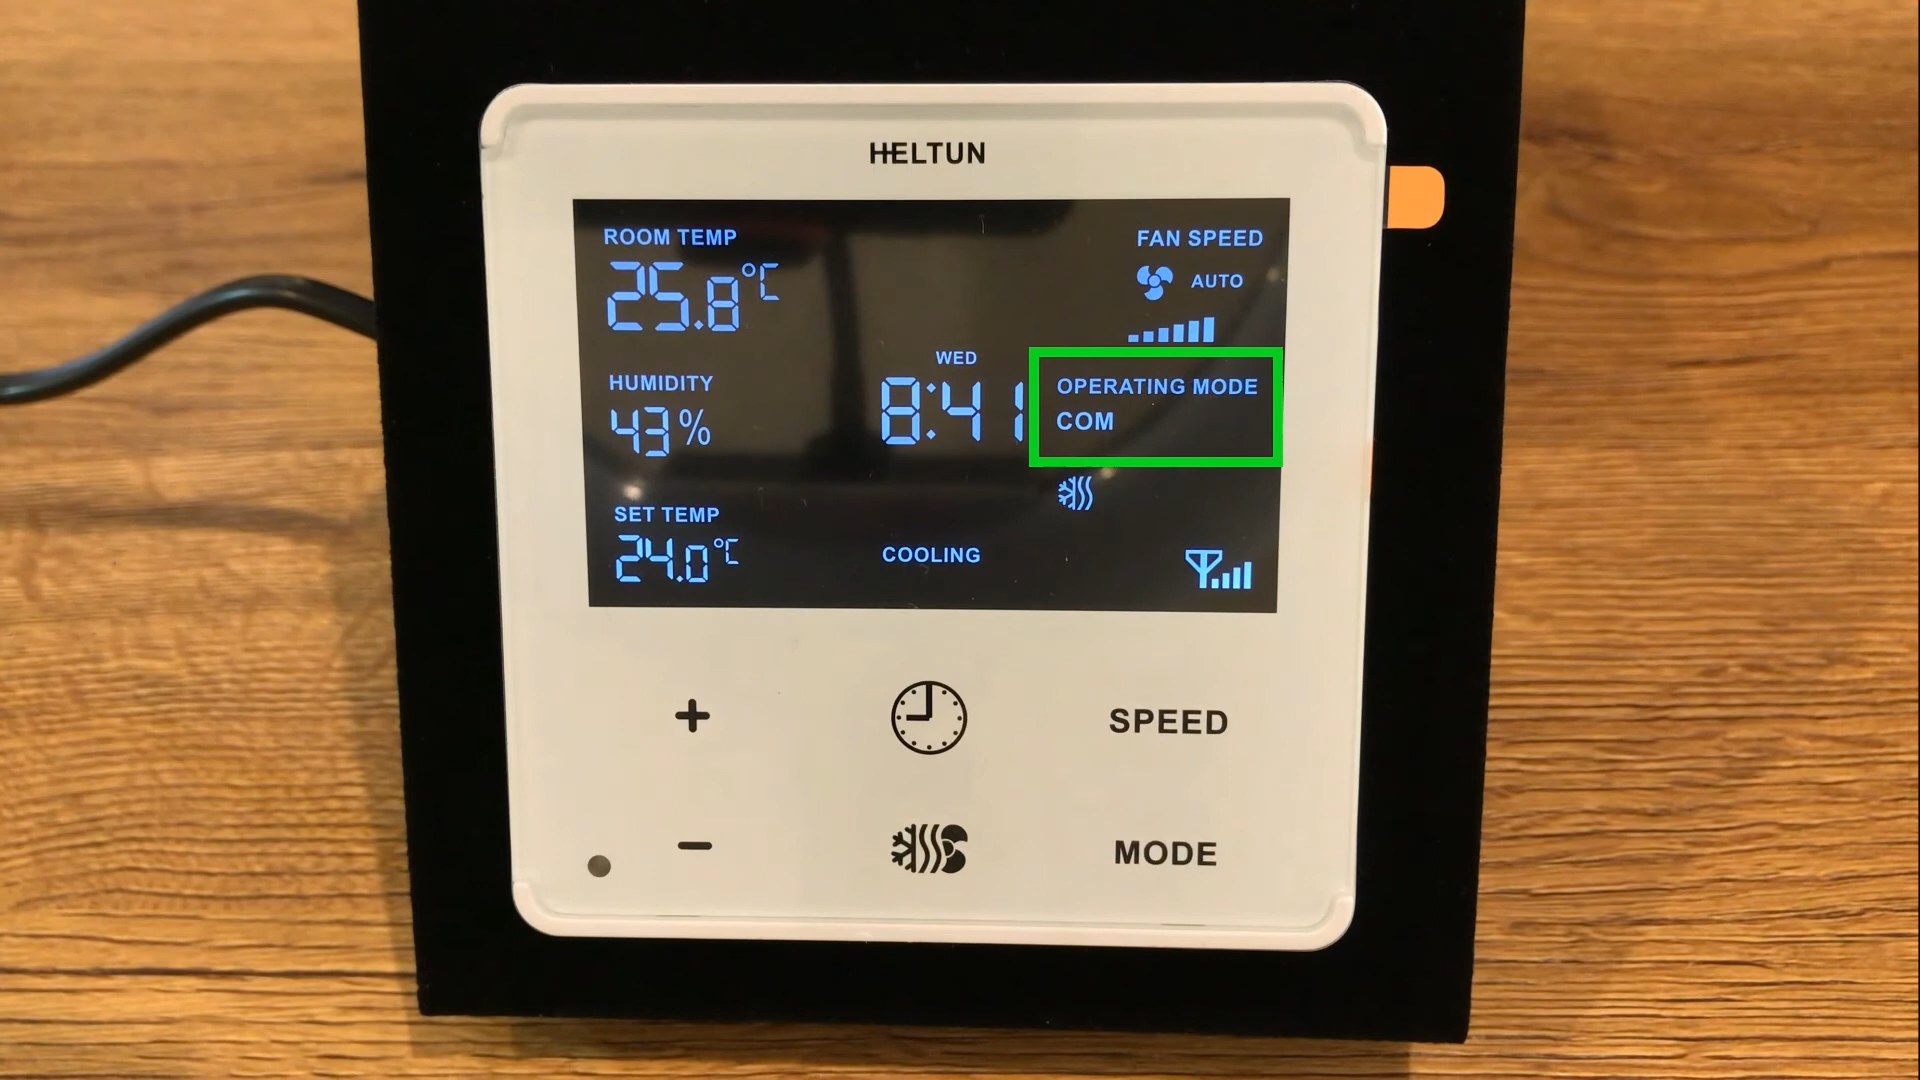 HELTUN
ROOM TEMP
25.8°C
FAN SPEED
AUTO
WED
8:41
HUMIDITY
43%
OPERATING MODE
COM
SET TEMP
24.0°C
COOLING
+
SPEED
-
MODE